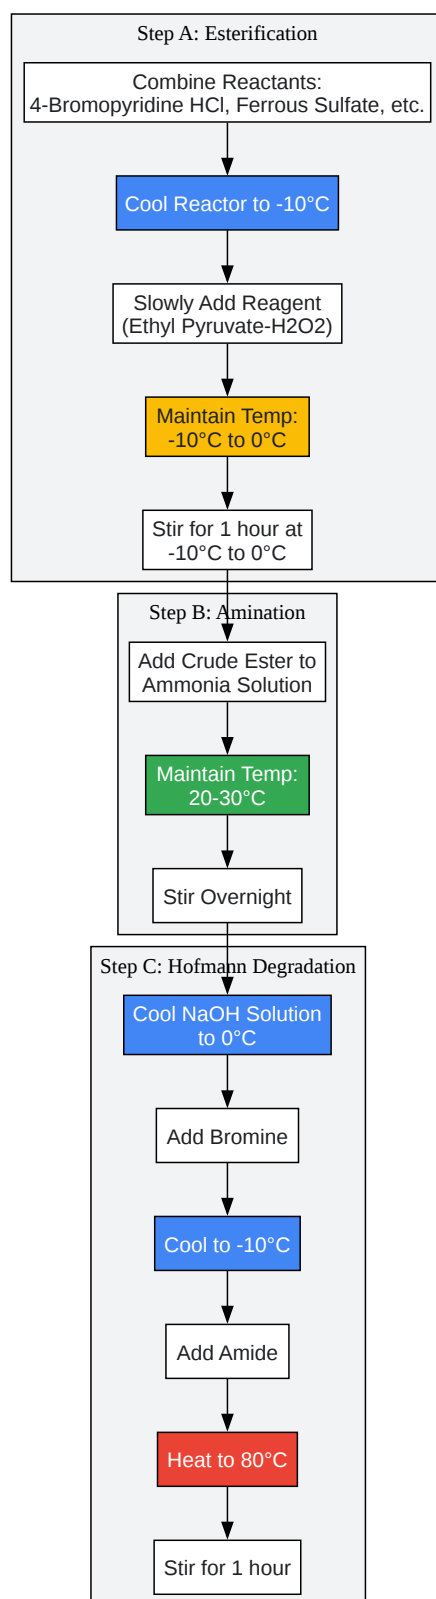 Step A: Esterification
Combine Reactants:
4-Bromopyridine HCl, Ferrous Sulfate, etc.
Cool Reactor to -10°C
Slowly Add Reagent
(Ethyl Pyruvate-H2O2)
Maintain Temp:
-10°C to 0°C
Stir for 1 hour at
-10°C to 0°C
Step B: Amination
Add Crude Ester to
Ammonia Solution
Maintain Temp:
20-30°C
Stir Overnight
Step C: Hofmann Degradation
Cool NaOH Solution
to 0°C
Add Bromine
Cool to -10°C
Add Amide
Heat to 80°C
Stir for 1 hour